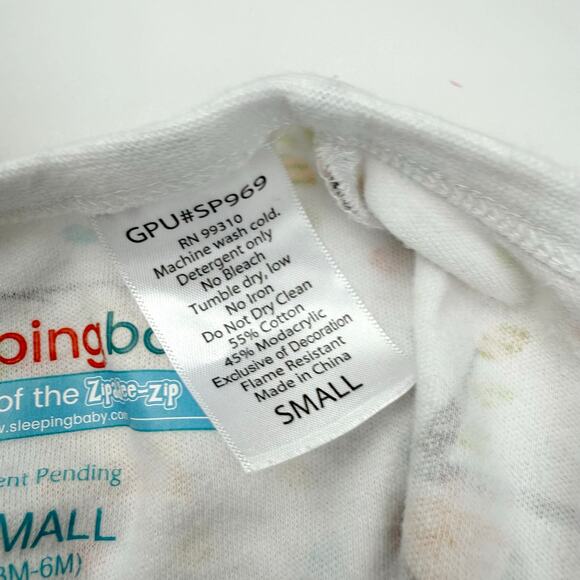 GPU#SP969
RN 99310
Machine wash cold.
Detergent only
No Bleach
Tumble dry, low
No Iron
Do Not Dry Clean
55% Cotton
45% Modacrylic
Exclusive of Decoration
Flame Resistant
Made in China
SMALL
pingba
of the Zipadee-Zip
w.sleepingbaby.com
ent Pending
MALL
3M-6M)